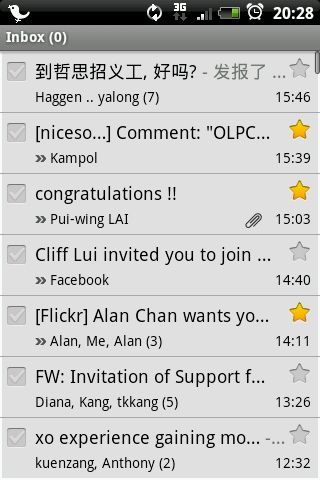 3G 20:28
Inbox (0)
到哲思招义工, 好吗? - 发报了 ...
Haggen .. yalong (7) 15:46
[niceso...] Comment: "OLPC...
» Kampol 15:39
congratulations !!
» Pui-wing LAI 15:03
Cliff Lui invited you to join ...
» Facebook 14:40
[Flickr] Alan Chan wants yo...
» Alan, Me, Alan (3) 14:11
FW: Invitation of Support f...
Diana, Kang, tkkang (5) 13:26
xo experience gaining mo... -...
kuenzang, Anthony (2) 12:32